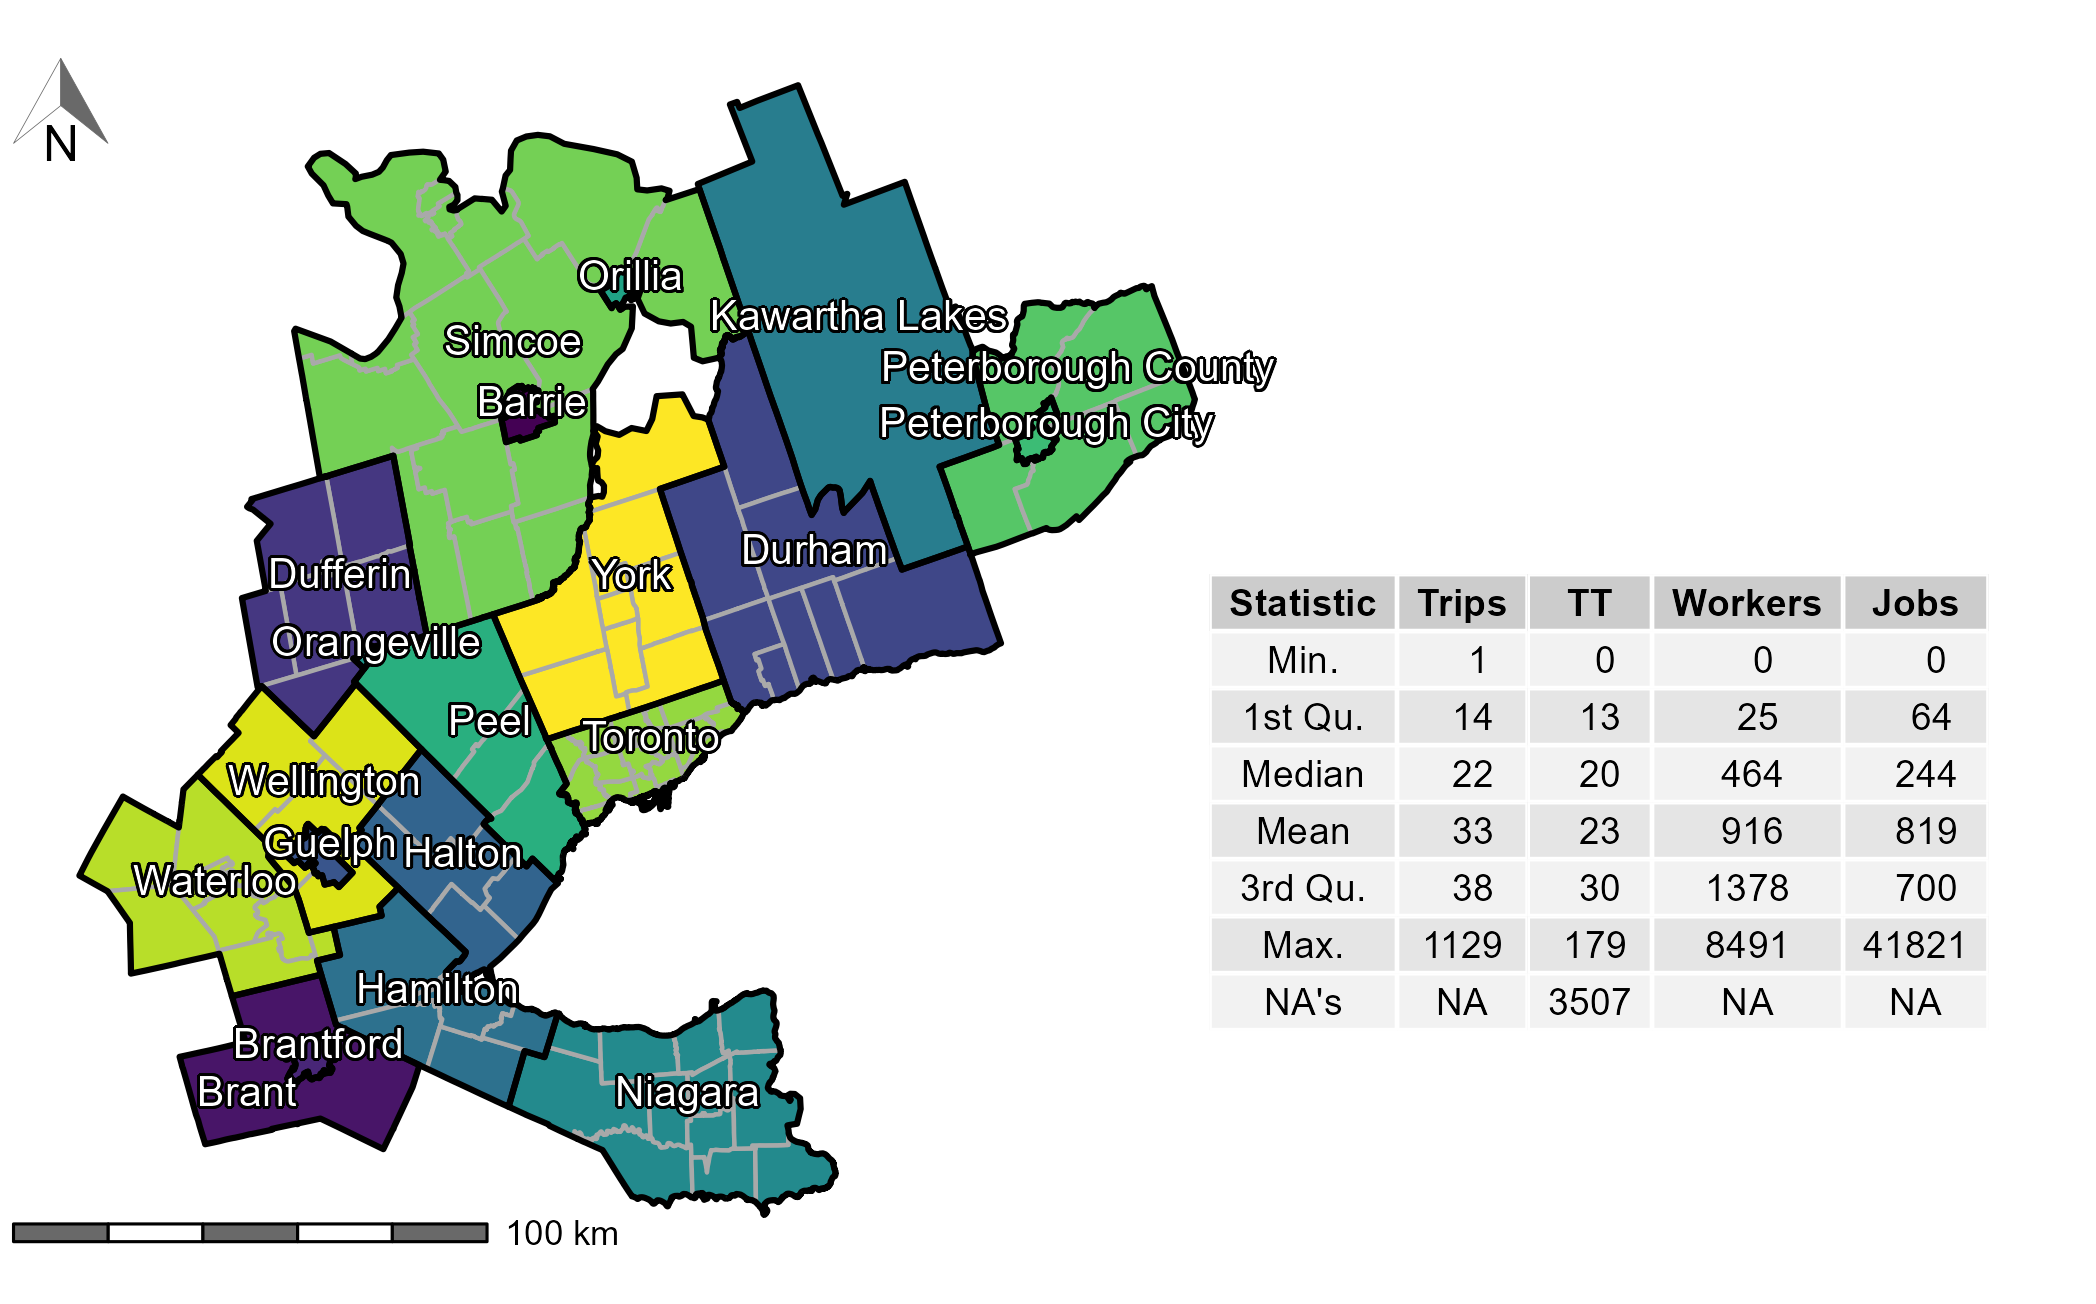 N
Orillia
Kawartha Lakes
Simcoe
Peterborough County
Barrie
Peterborough City
Durham
Dufferin
York
Orangeville
Peel
Toronto
Wellington
Guelph
Halton
Waterloo
Hamilton
Brantford
Brant
Niagara
100 km
Statistic Trips TT Workers Jobs
Min. 1 0 0 0
1st Qu. 14 13 25 64
Median 22 20 464 244
Mean 33 23 916 819
3rd Qu. 38 30 1378 700
Max. 1129 179 8491 41821
NA's NA 3507 NA NA